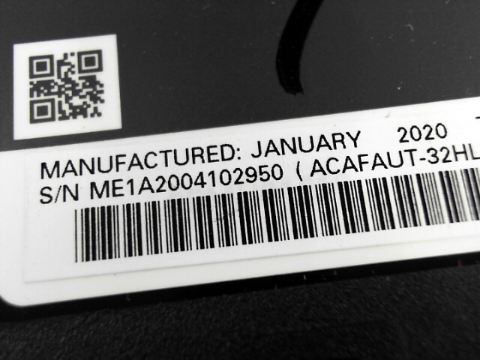 MANUFACTURED: JANUARY 2020
S/N ME1A2004102950 ( ACAFAUT-32HL